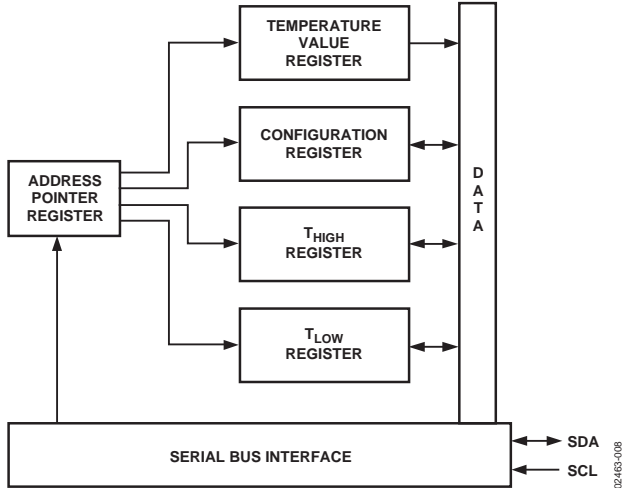 TEMPERATURE
VALUE
REGISTER
CONFIGURATION
REGISTER
ADDRESS
POINTER
REGISTER
THIGH
REGISTER
TLOW
REGISTER
D
A
T
A
SERIAL BUS INTERFACE
SDA
SCL
02463-008